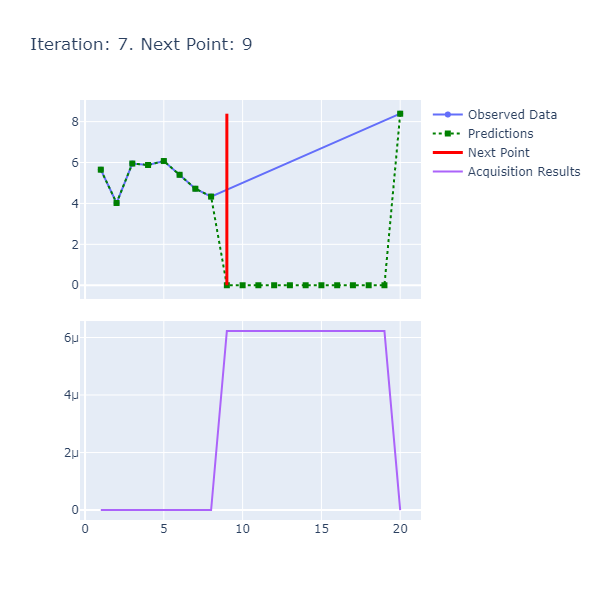 Iteration: 7. Next Point: 9
Observed Data
Predictions
Next Point
Acquisition Results
8
6
4
2
0
6μ
4μ
2μ
0
0 5 10 15 20